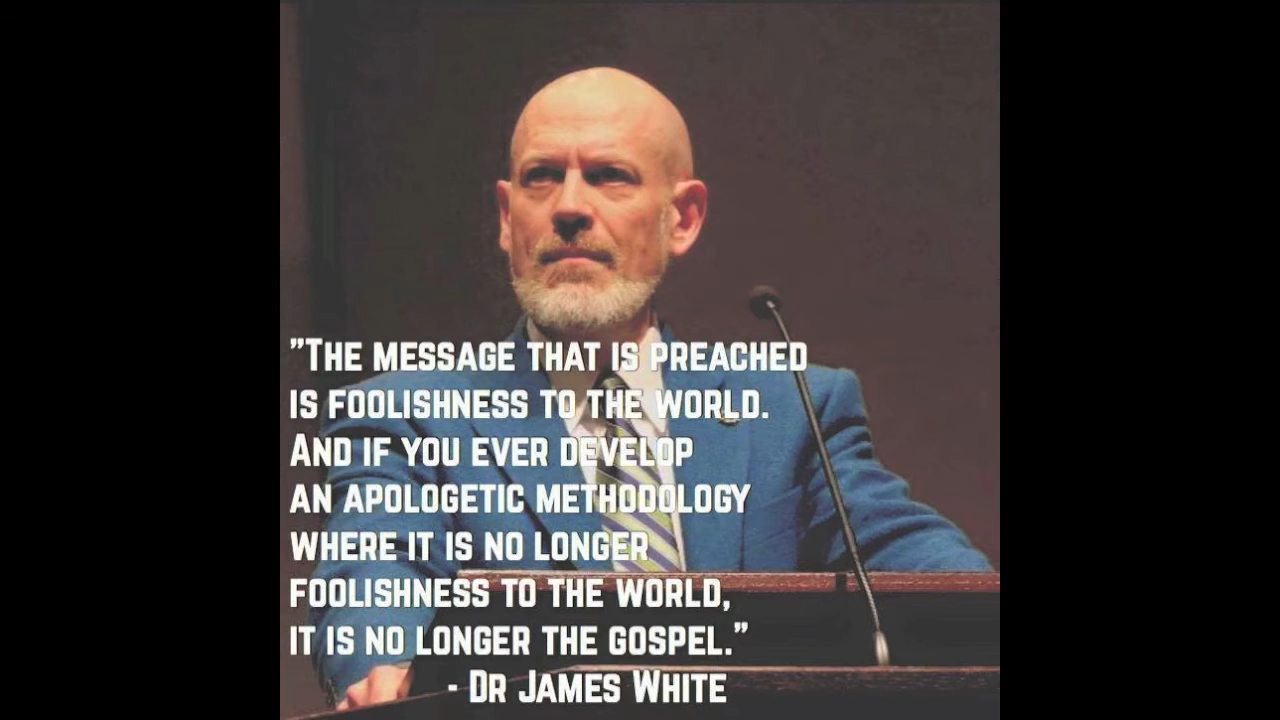 "The message that is preached
is foolishness to the world.
And if you ever develop
an apologetic methodology
where it is no longer
foolishness to the world,
it is no longer the gospel."
- Dr James White